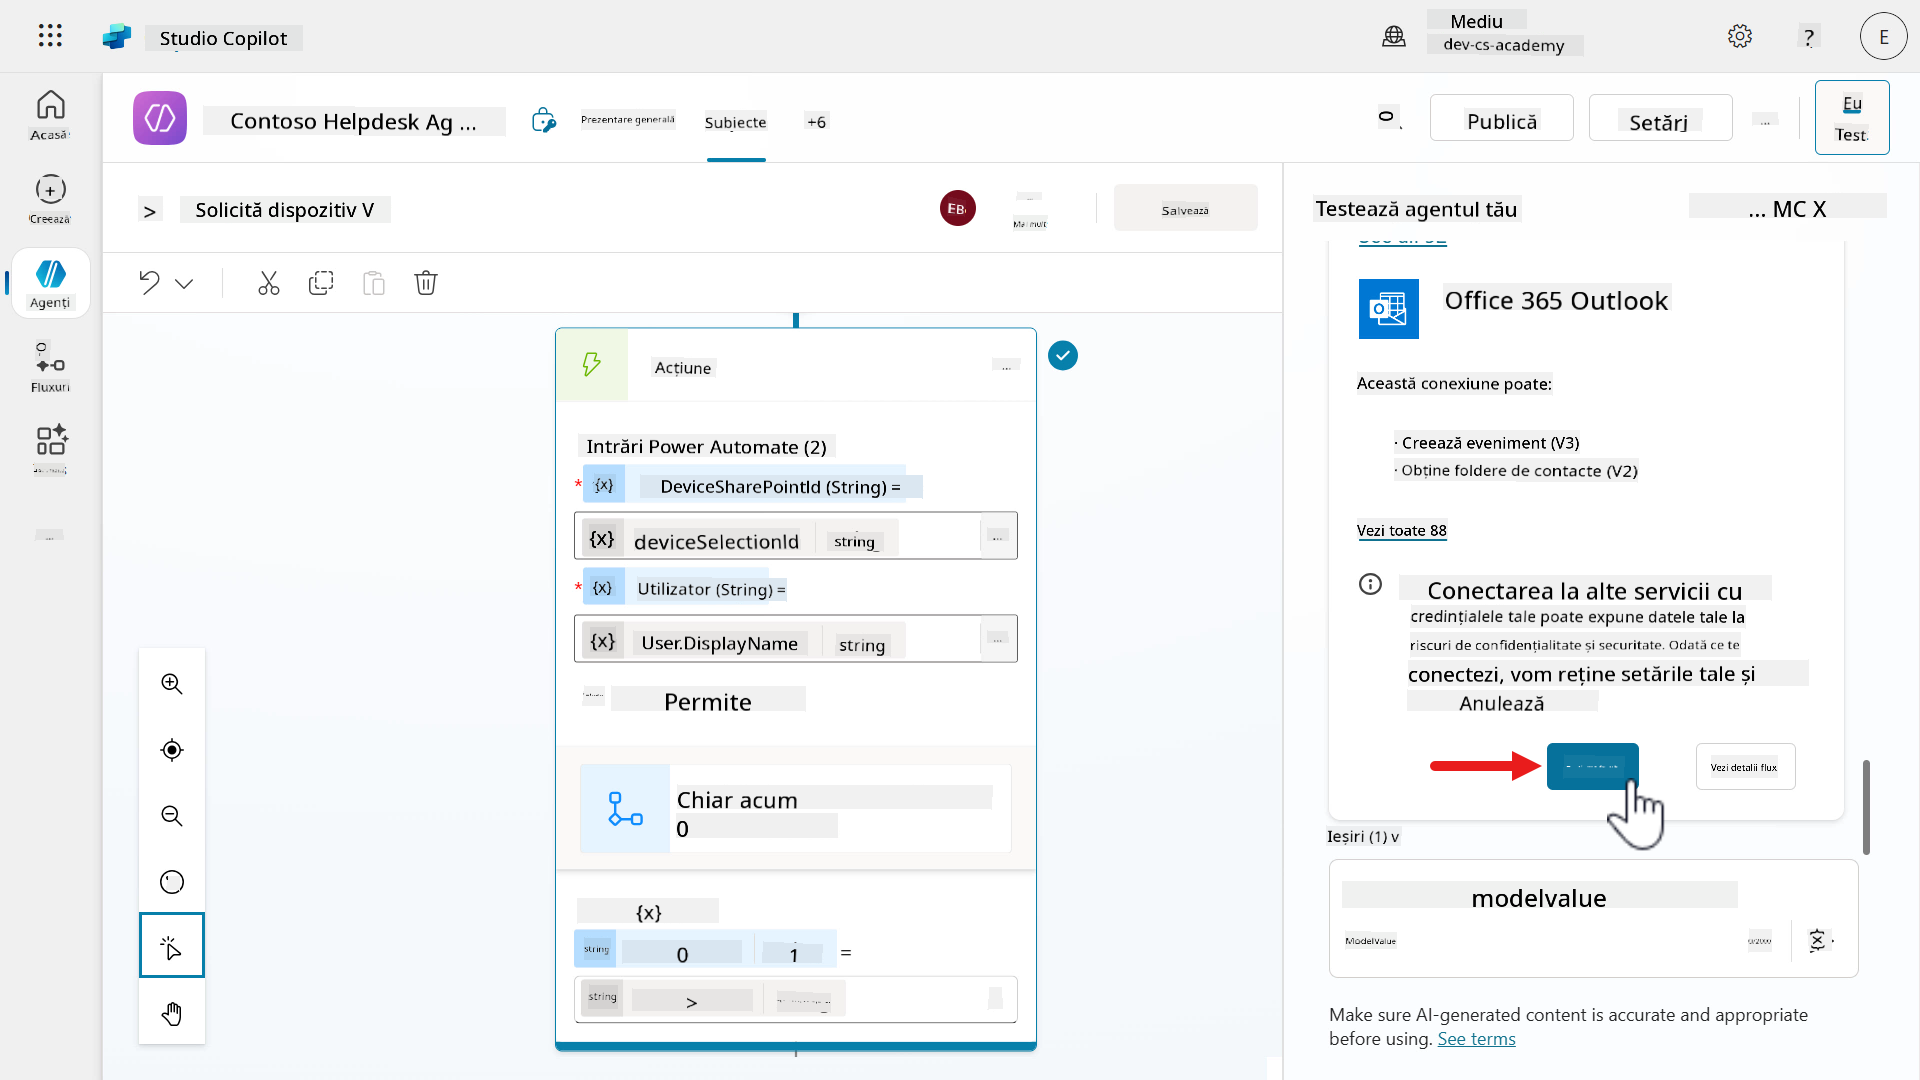 Studio Copilot
Mediu
dev-cs-academy
?
E
Acasă
Creează
Agenți
Fluxuri
...
Contoso Helpdesk Ag ...
Prezentare generală
Subiecte
+6
Publică
Setări
...
Eu
Test
> Solicită dispozitiv V
EB
Mai mult
Salvează
Acțiune
...
Intrări Power Automate (2)
* {x} DeviceSharePointId (String) =
{x} deviceSelectionId string
...
* {x} Utilizator (String) =
{x} User.DisplayName string
...
Permite
Chiar acum
0
{x}
string 0 1 =
string >
Testează agentul tău
... MC X
Office 365 Outlook
Această conexiune poate:
· Creează eveniment (V3)
· Obține foldere de contacte (V2)
Vezi toate 88
Conectarea la alte servicii cu
credințialele tale poate expune datele tale la
riscuri de confidențialitate și securitate. Odată ce te
conectezi, vom reține setările tale și
Anulează
Vezi detalii flux
Ieșiri (1) v
modelvalue
ModelValue
0/2000
{x}
Make sure AI-generated content is accurate and appropriate
before using. See terms